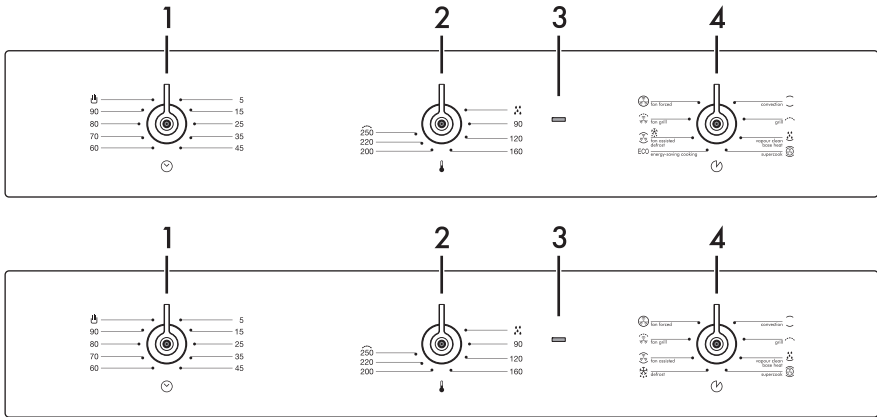 1 2 3 4
5
90 15
80 25
70 35
60 45
250
220
200
90
120
160
fan forced convection
fan grill grill
fan assisted
defrost
vapour clean
base heat
ECO energy-saving cooking supercook
1 2 3 4
5
90 15
80 25
70 35
60 45
250
220
200
90
120
160
fan forced convection
fan grill grill
fan assisted
vapour clean
base heat
defrost supercook